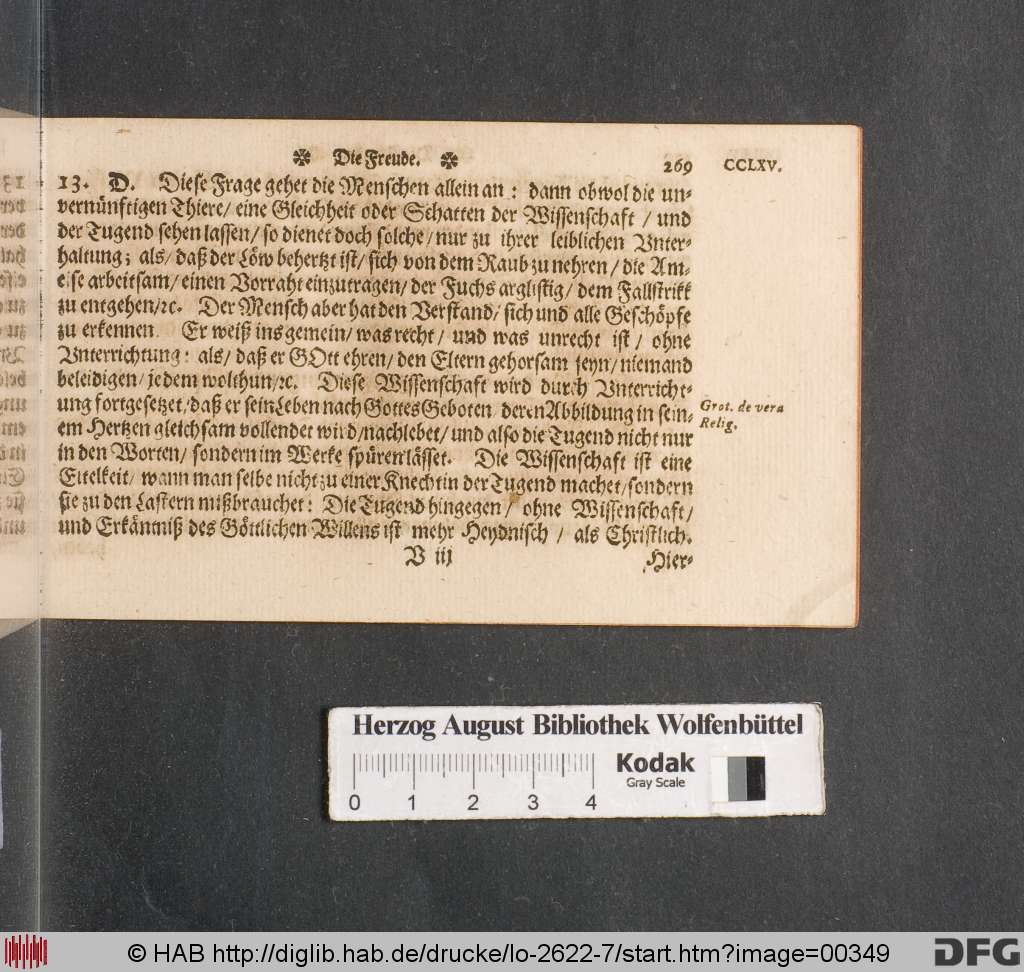 ❋ Die Freude. ❋ 269 CCLXV.
13. D. Diese Frage gehet die Menschen allein an: dann obwol die un-
vernünftigen Thiere/ eine Gleichheit oder Schatten der Wissenschaft / und
der Tugend sehen lassen/ so dienet doch solche/ nur zu ihrer leiblichen Vnter-
haltung; als/ daß der Löw behertzt ist/ sich von dem Raub zu nehren/ die Am-
eise arbeitsam/ einen Vorraht einzutragen/ der Fuchs arglistig/ dem Fallstrikk
zu entgehen/ꝛc. Der Mensch aber hat den Verstand/ sich und alle Geschöpfe
zu erkennen. Er weiß ins gemein/ was recht/ und was unrecht ist/ ohne
Vnterrichtung: als/ daß er GOtt ehren/ den Eltern gehorsam seyn/ niemand
beleidigen/ jedem wolthun/ꝛc. Diese Wissenschaft wird durch Vnterricht-
ung fortgesetzet/ daß er sein Leben nach Gottes Geboten deren Abbildung in sein-
em Hertzen gleichsam vollendet wird/ nachlebet/ und also die Tugend nicht nur
in den Worten/ sondern im Werke spüren lässet. Die Wissenschaft ist eine
Eitelkeit/ wann man selbe nicht zu einer Knechtin der Tugend machet/ sondern
sie zu den Lastern mißbrauchet: Die Tugend hingegen/ ohne Wissenschaft/
und Erkäntniß des Göttlichen Willens ist mehr Heydnisch / als Christlich.
V iij Hier-
Grot. de vera
Relig.
Herzog August Bibliothek Wolfenbüttel
Kodak
Gray Scale
0 1 2 3 4
© HAB http://diglib.hab.de/drucke/lo-2622-7/start.htm?image=00349
DFG